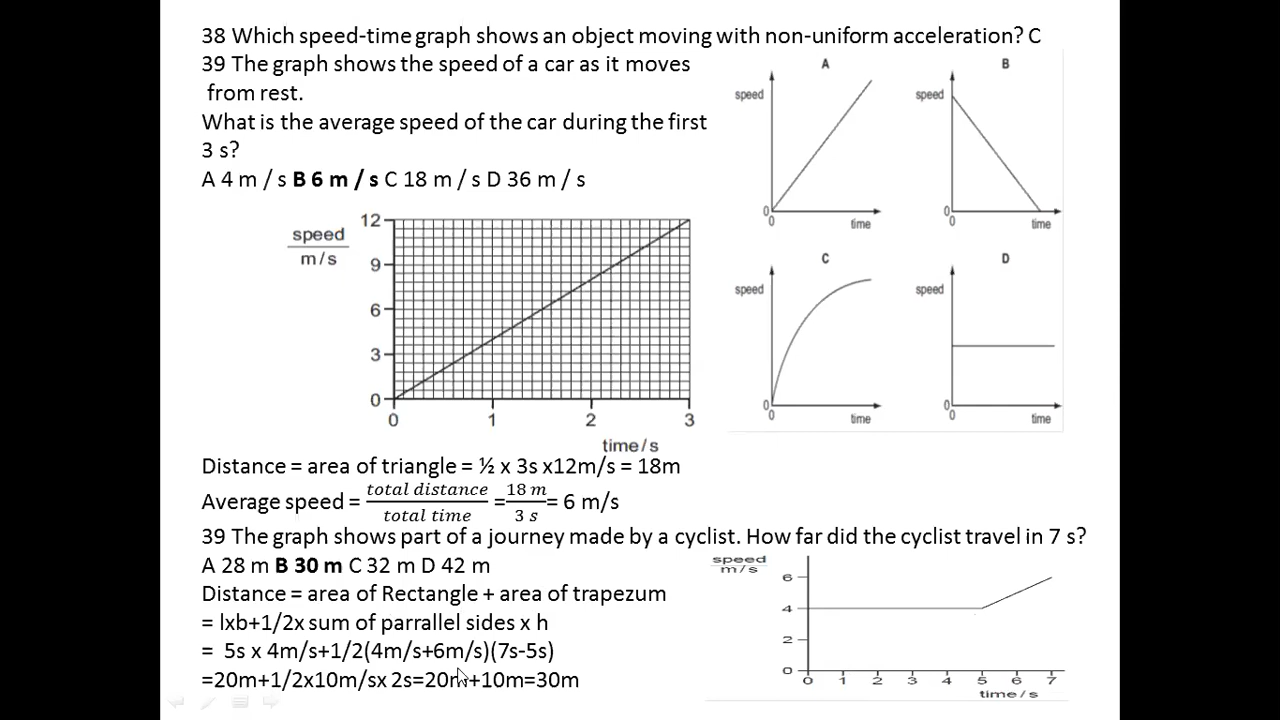 38 Which speed-time graph shows an object moving with non-uniform acceleration? C
39 The graph shows the speed of a car as it moves
from rest.
What is the average speed of the car during the first
3 s?
A 4 m / s B 6 m / s C 18 m / s D 36 m / s
A
speed
0
0
time
B
speed
0
0
time
C
speed
0
0
time
D
speed
0
0
time
speed
m/s
12
9
6
3
0
0 1 2 3
time/s
Distance = area of triangle = ½ x 3s x12m/s = 18m
Average speed = total distance / total time = 18 m / 3 s = 6 m/s
39 The graph shows part of a journey made by a cyclist. How far did the cyclist travel in 7 s?
A 28 m B 30 m C 32 m D 42 m
Distance = area of Rectangle + area of trapezum
= lxb+1/2x sum of parrallel sides x h
= 5s x 4m/s+1/2(4m/s+6m/s)(7s-5s)
=20m+1/2x10m/sx 2s=20m+10m=30m
speed
m/s
6
4
2
0
0 1 2 3 4 5 6 7
time/s